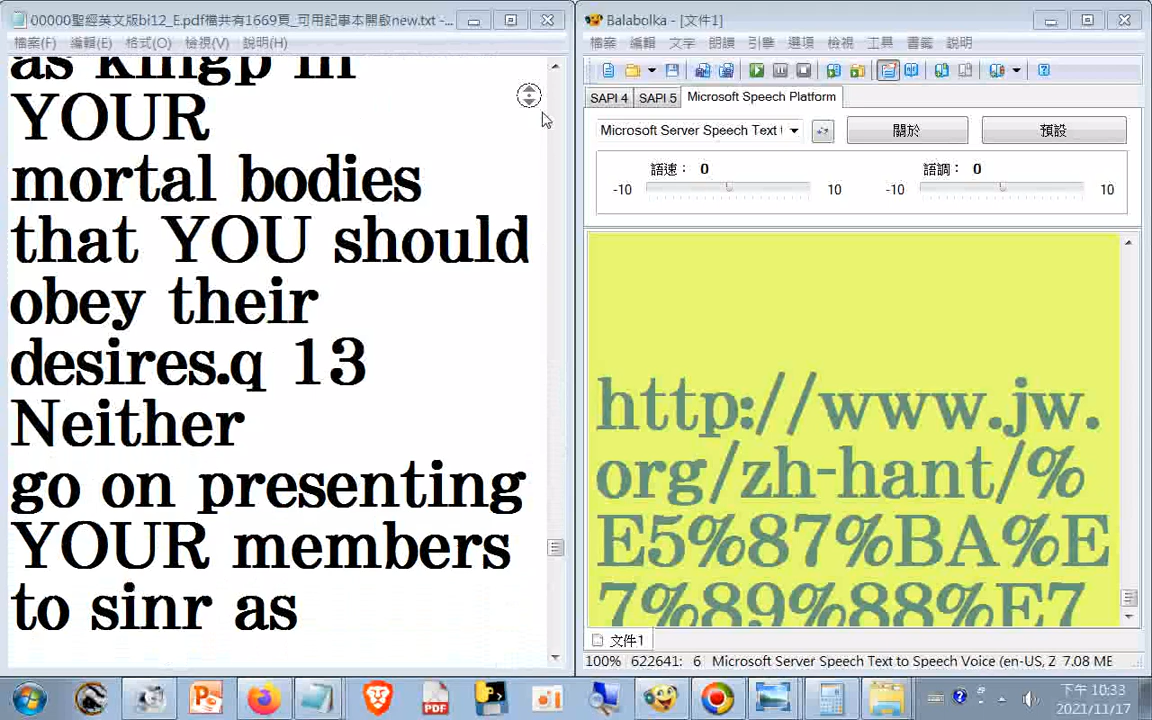 00000聖經英文版bi12_E.pdf檔共有1669頁_可用記事本開啟new.txt -...
檔案(F) 編輯(E) 格式(O) 檢視(V) 說明(H)
as kingp in
YOUR
mortal bodies
that YOU should
obey their
desires.q 13
Neither
go on presenting
YOUR members
to sinr as
Balabolka - [文件1]
檔案 編輯 文字 朗讀 引擎 選項 檢視 工具 書籤 說明
SAPI 4 SAPI 5 Microsoft Speech Platform
Microsoft Server Speech Text 關於 預設
語速： 0 語調： 0
-10 10 -10 10
http://www.jw.
org/zh-hant/%
E5%87%BA%E
7%89%88%E7
文件1
100% 622641: 6 Microsoft Server Speech Text to Speech Voice (en-US, Z 7.08 ME
PDF
下午 10:33
2021/11/17